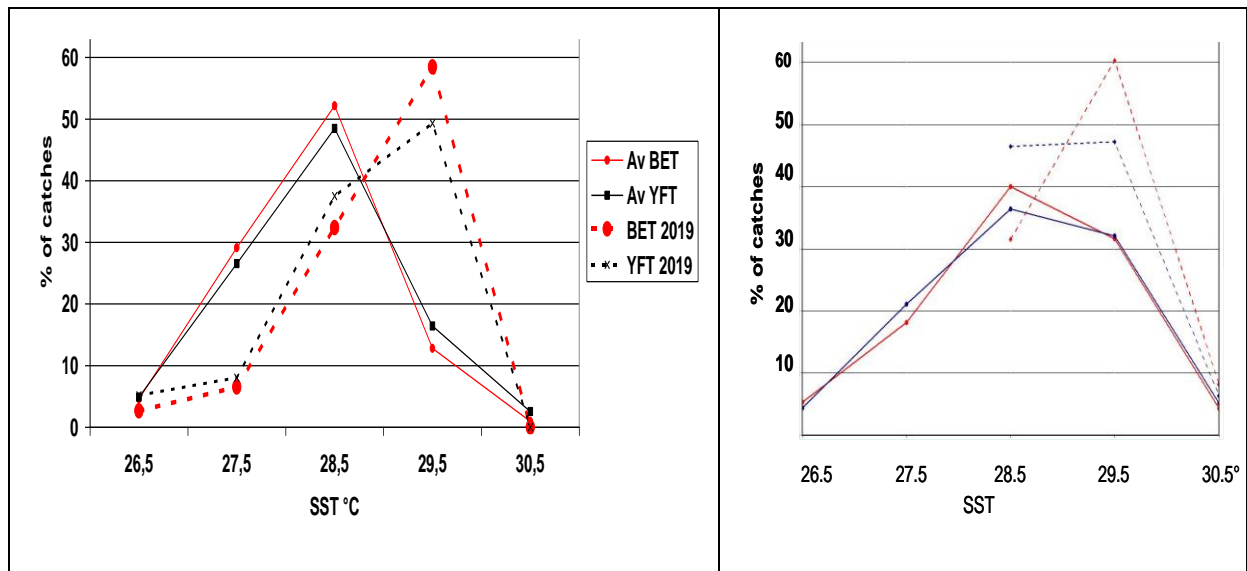 % of catches
60
50
40
30
20
10
0
26,5 27,5 28,5 29,5 30,5
SST °C
Av BET
Av YFT
BET 2019
YFT 2019
% of catches
60
50
40
30
20
10
26.5 27.5 28.5 29.5 30.5°
SST